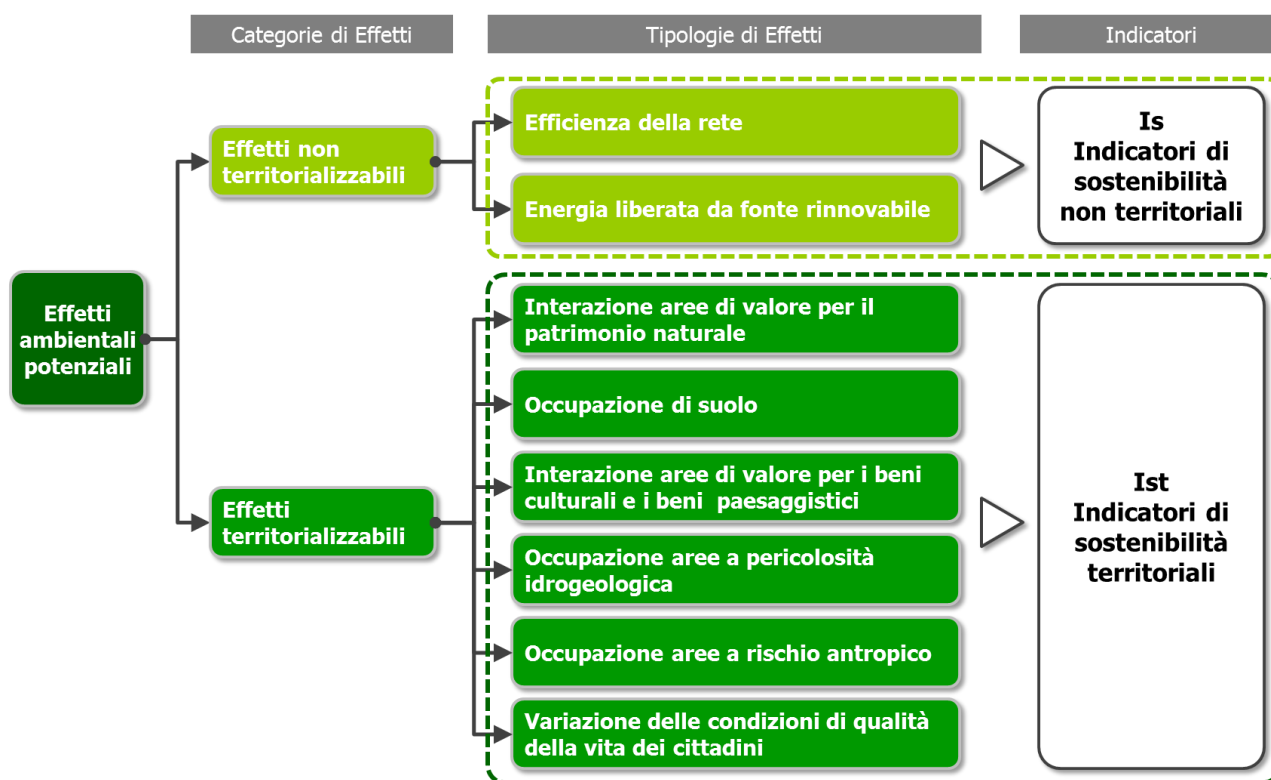 Categorie di Effetti
Tipologie di Effetti
Indicatori
Effetti
ambientali
potenziali
Effetti non
territorializzabili
Efficienza della rete
Energia liberata da fonte rinnovabile
Is
Indicatori di
sostenibilità
non territoriali
Effetti
territorializzabili
Interazione aree di valore per il
patrimonio naturale
Occupazione di suolo
Interazione aree di valore per i beni
culturali e i beni  paesaggistici
Occupazione aree a pericolosità
idrogeologica
Occupazione aree a rischio antropico
Variazione delle condizioni di qualità
della vita dei cittadini
Ist
Indicatori di
sostenibilità
territoriali